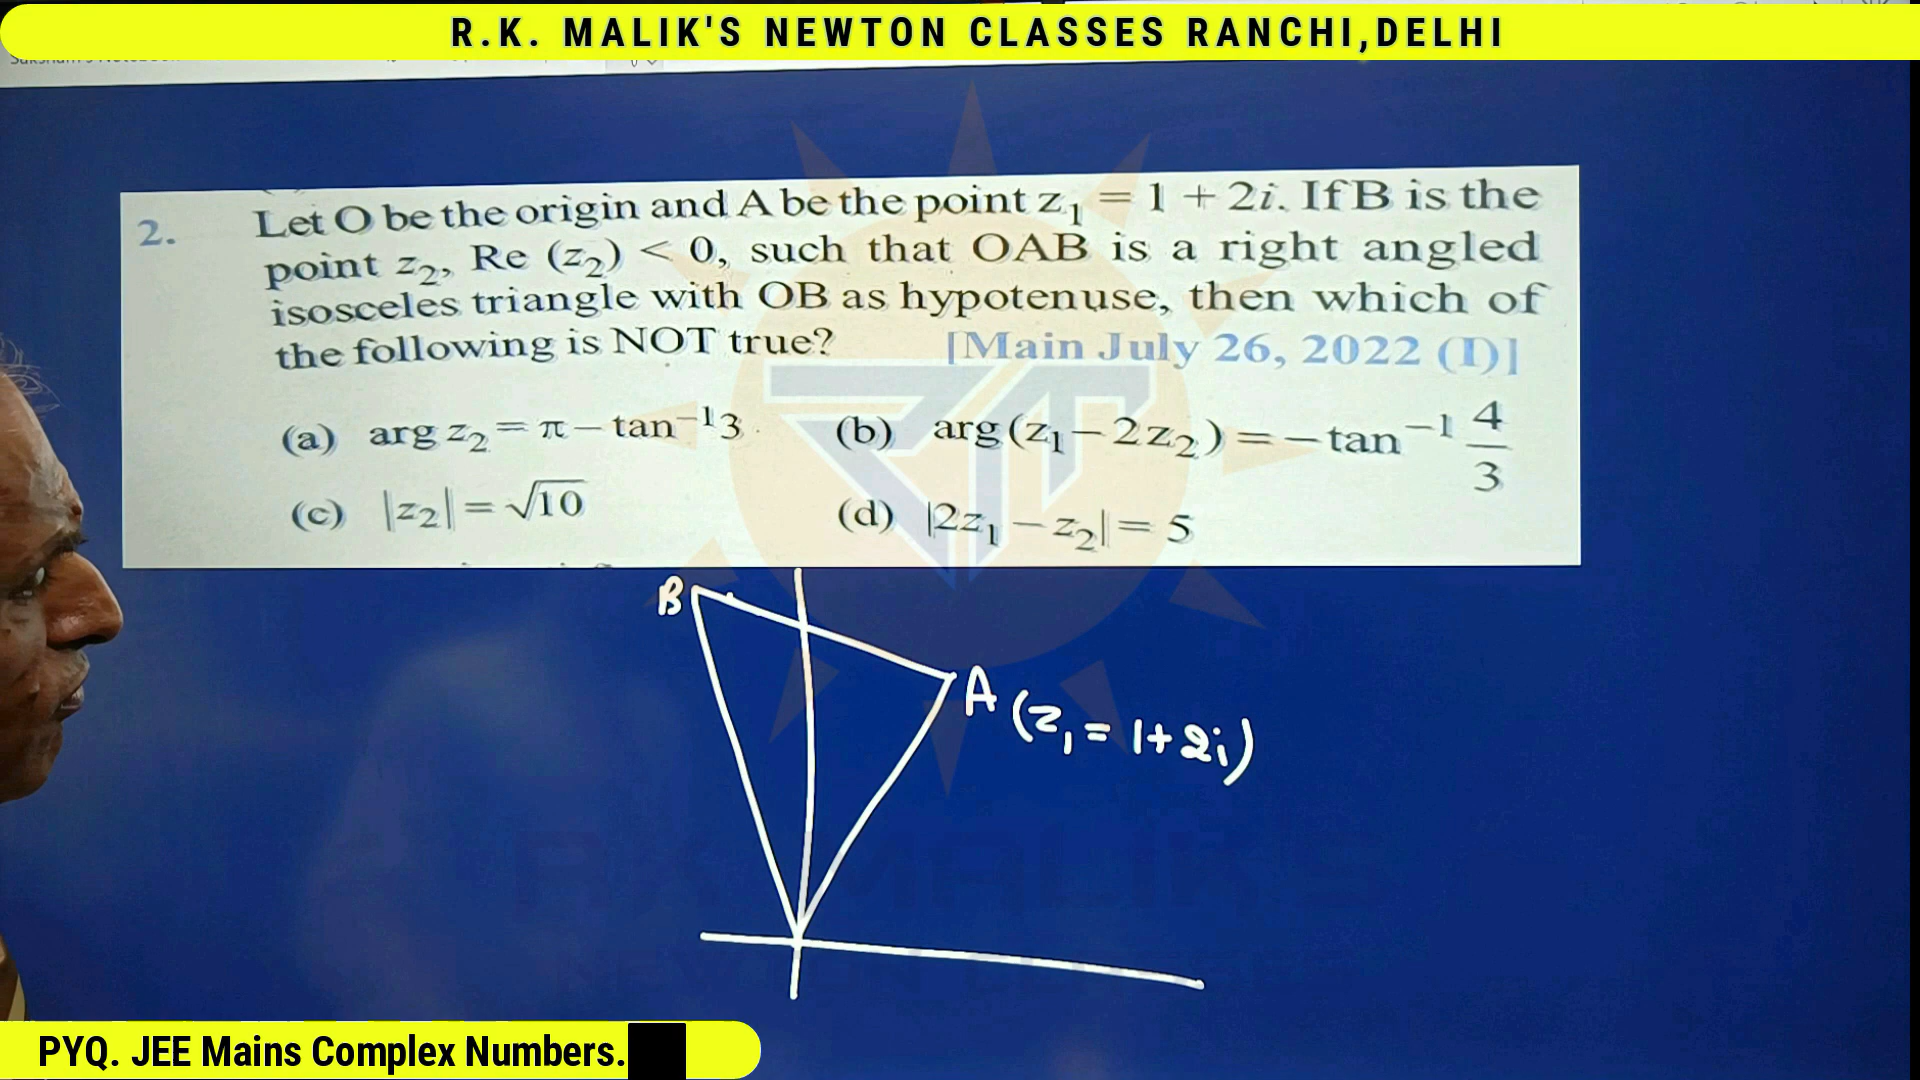 R.K. MALIK'S NEWTON CLASSES RANCHI,DELHI
2. Let O be the origin and A be the point z₁ = 1 + 2i. If B is the
point z₂, Re (z₂) < 0, such that OAB is a right angled
isosceles triangle with OB as hypotenuse, then which of
the following is NOT true? [Main July 26, 2022 (I)]
(a) arg z₂ = π − tan⁻¹3 (b) arg(z₁ − 2z₂) = −tan⁻¹ 4/3
(c) |z₂| = √10 (d) |2z₁ − z₂| = 5
B
A (z₁ = 1+2i)
PYQ. JEE Mains Complex Numbers.